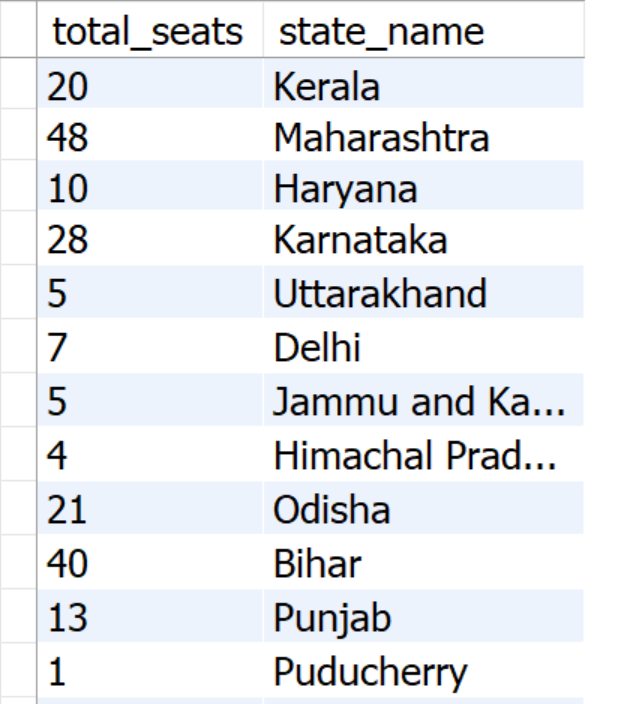 total_seats state_name
20 Kerala
48 Maharashtra
10 Haryana
28 Karnataka
5 Uttarakhand
7 Delhi
5 Jammu and Ka...
4 Himachal Prad...
21 Odisha
40 Bihar
13 Punjab
1 Puducherry